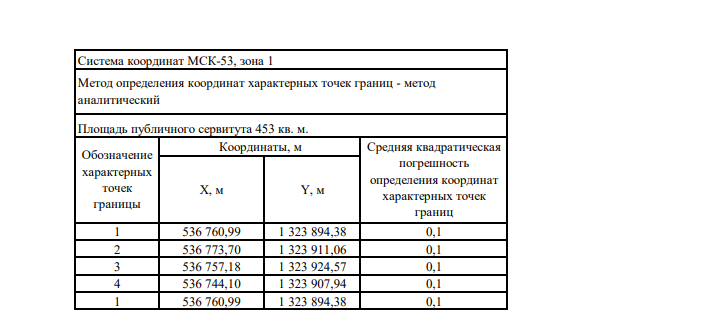 Система координат МСК-53, зона 1
Метод определения координат характерных точек границ - метод
аналитический
Площадь публичного сервитута 453 кв. м.
Обозначение
характерных
точек
границы
Координаты, м
X, м
Y, м
Средняя квадратическая
погрешность
определения координат
характерных точек
границ
1 536 760,99 1 323 894,38 0,1
2 536 773,70 1 323 911,06 0,1
3 536 757,18 1 323 924,57 0,1
4 536 744,10 1 323 907,94 0,1
1 536 760,99 1 323 894,38 0,1